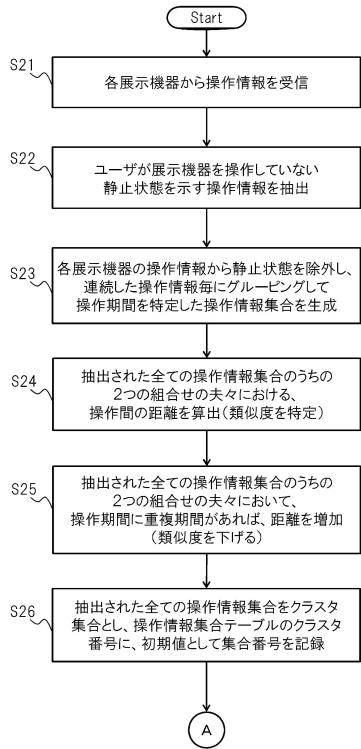 Start
S21
各展示機器から操作情報を受信
S22
ユーザが展示機器を操作していない
静止状態を示す操作情報を抽出
S23
各展示機器の操作情報から静止状態を除外し、
連続した操作情報毎にグルーピングして
操作期間を特定した操作情報集合を生成
S24
抽出された全ての操作情報集合のうちの
2つの組合せの夫々における、
操作間の距離を算出(類似度を特定)
S25
抽出された全ての操作情報集合のうちの
2つの組合せの夫々において、
操作期間に重複期間があれば、距離を増加
(類似度を下げる)
S26
抽出された全ての操作情報集合をクラスタ
集合とし、操作情報集合テーブルのクラスタ
番号に、初期値として集合番号を記録
A